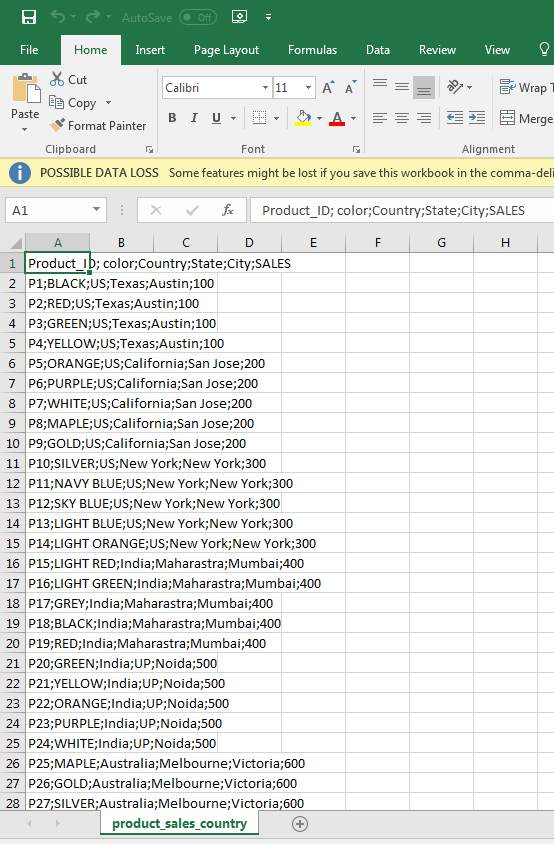 AutoSave Off
File Home Insert Page Layout Formulas Data Review View
Paste
Cut
Copy
Format Painter
Clipboard
Calibri 11 A A
B I U A
Font
Wrap T
Merge
Alignment
POSSIBLE DATA LOSS Some features might be lost if you save this workbook in the comma-deli
A1 fx Product_ID; color;Country;State;City;SALES
A B C D E F G H
1 Product_ID; color;Country;State;City;SALES
2 P1;BLACK;US;Texas;Austin;100
3 P2;RED;US;Texas;Austin;100
4 P3;GREEN;US;Texas;Austin;100
5 P4;YELLOW;US;Texas;Austin;100
6 P5;ORANGE;US;California;San Jose;200
7 P6;PURPLE;US;California;San Jose;200
8 P7;WHITE;US;California;San Jose;200
9 P8;MAPLE;US;California;San Jose;200
10 P9;GOLD;US;California;San Jose;200
11 P10;SILVER;US;New York;New York;300
12 P11;NAVY BLUE;US;New York;New York;300
13 P12;SKY BLUE;US;New York;New York;300
14 P13;LIGHT BLUE;US;New York;New York;300
15 P14;LIGHT ORANGE;US;New York;New York;300
16 P15;LIGHT RED;India;Maharastra;Mumbai;400
17 P16;LIGHT GREEN;India;Maharastra;Mumbai;400
18 P17;GREY;India;Maharastra;Mumbai;400
19 P18;BLACK;India;Maharastra;Mumbai;400
20 P19;RED;India;Maharastra;Mumbai;400
21 P20;GREEN;India;UP;Noida;500
22 P21;YELLOW;India;UP;Noida;500
23 P22;ORANGE;India;UP;Noida;500
24 P23;PURPLE;India;UP;Noida;500
25 P24;WHITE;India;UP;Noida;500
26 P25;MAPLE;Australia;Melbourne;Victoria;600
27 P26;GOLD;Australia;Melbourne;Victoria;600
28 P27;SILVER;Australia;Melbourne;Victoria;600
product_sales_country